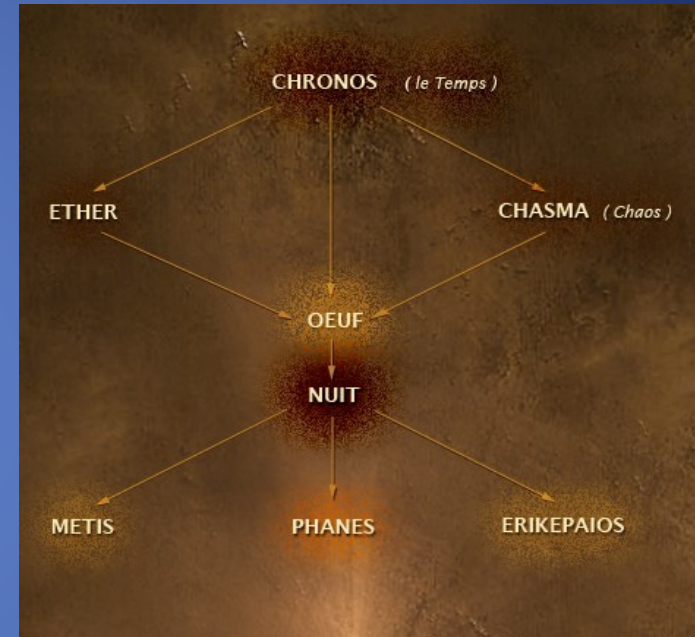 CHRONOS ( le Temps )
ETHER
CHASMA ( Chaos )
OEUF
NUIT
METIS
PHANES
ERIKEPAIOS